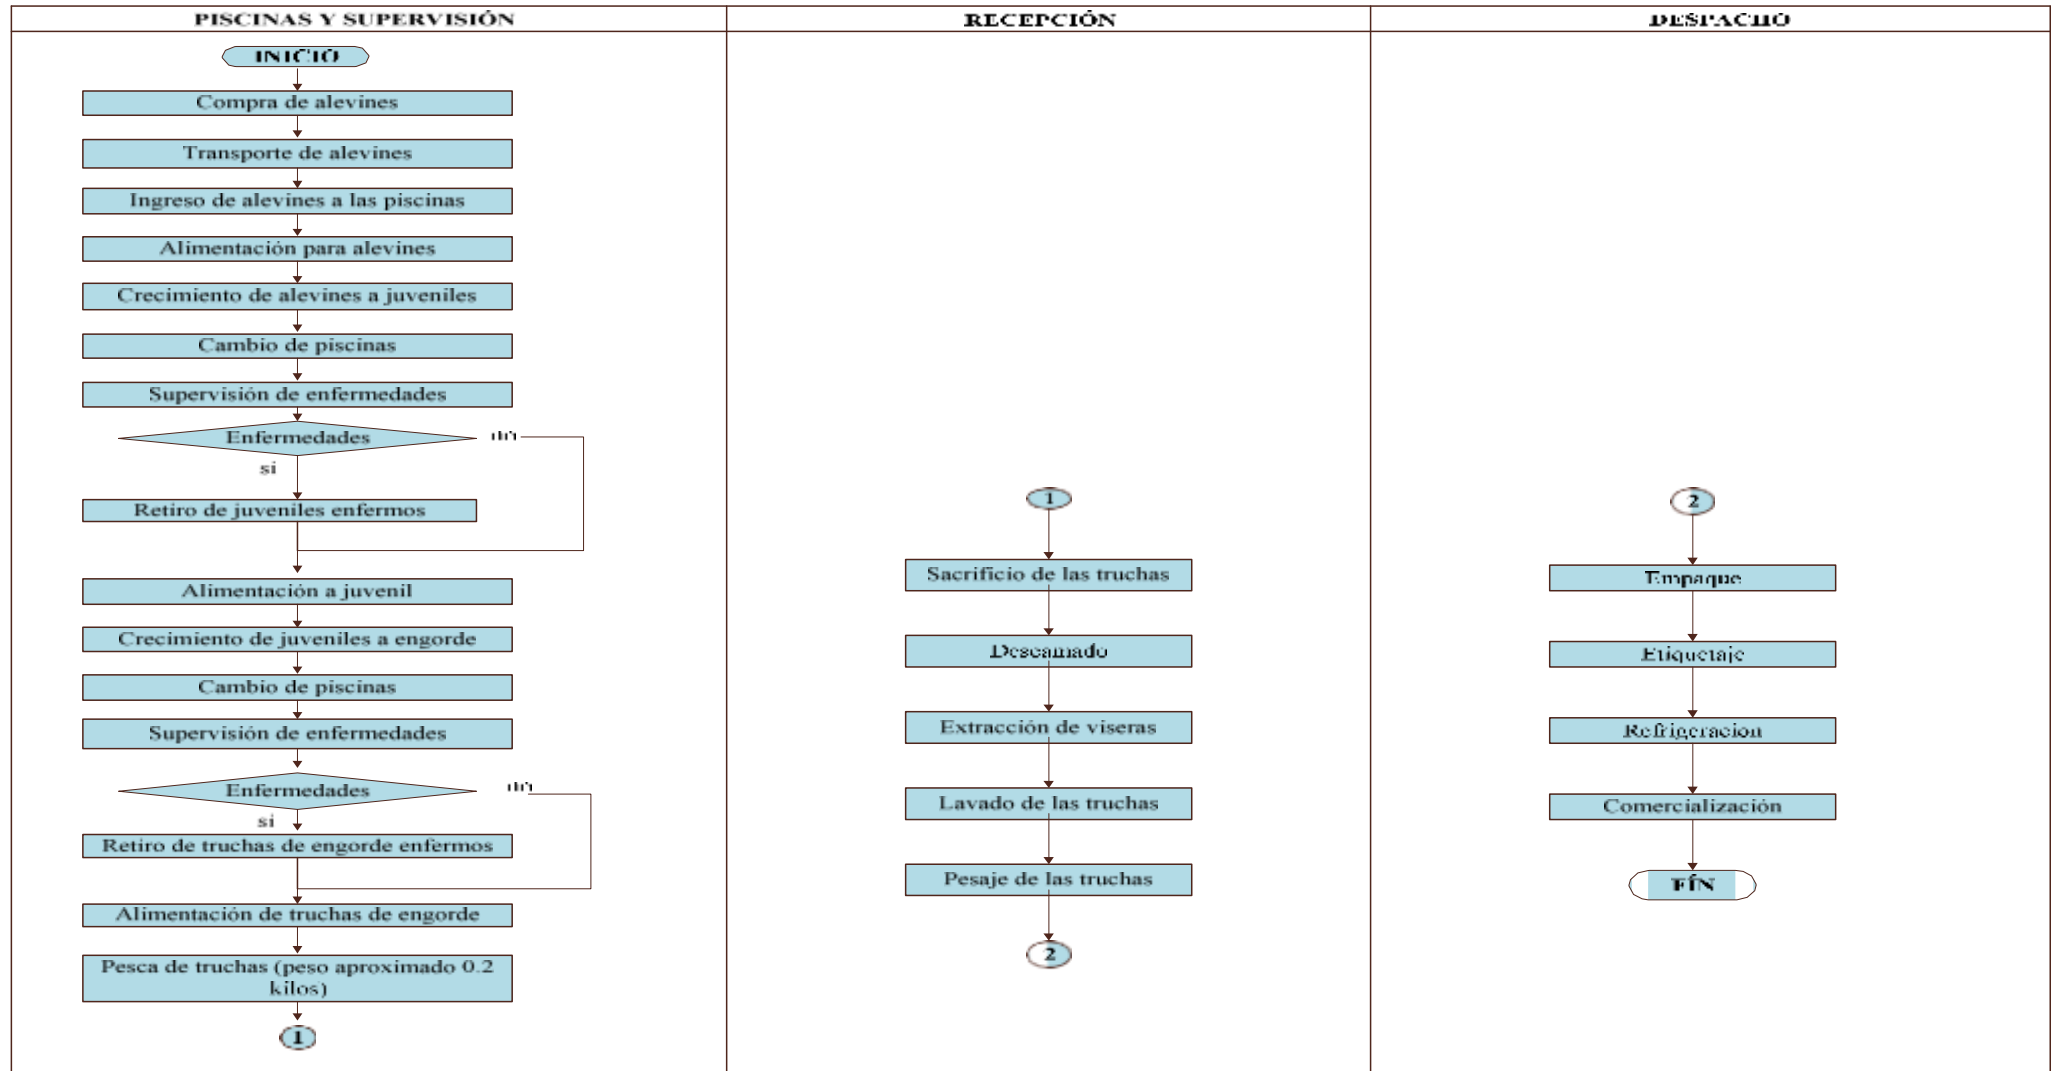 PISCINAS Y SUPERVISIÓN
INICIO
Compra de alevines
Transporte de alevines
Ingreso de alevines a las piscinas
Alimentación para alevines
Crecimiento de alevines a juveniles
Cambio de piscinas
Supervisión de enfermedades
Enfermedades
no
si
Retiro de juveniles enfermos
Alimentación a juvenil
Crecimiento de juveniles a engorde
Cambio de piscinas
Supervisión de enfermedades
Enfermedades
no
si
Retiro de truchas de engorde enfermos
Alimentación de truchas de engorde
Pesca de truchas (peso aproximado 0.2
kilos)
1
RECEPCIÓN
1
Sacrificio de las truchas
Descamado
Extracción de viseras
Lavado de las truchas
Pesaje de las truchas
2
DESPACHO
2
Empaque
Etiquetaje
Refrigeracion
Comercialización
FÍN